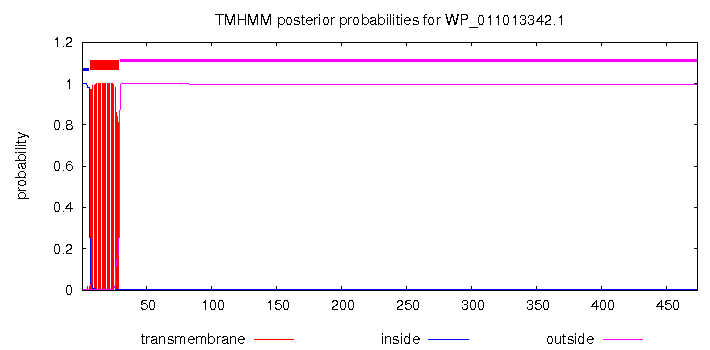 TMHMM posterior probabilities for WP_011013342.1
1.2
1
0.8
0.6
0.4
0.2
0
probability
50 100 150 200 250 300 350 400 450
transmembrane inside outside